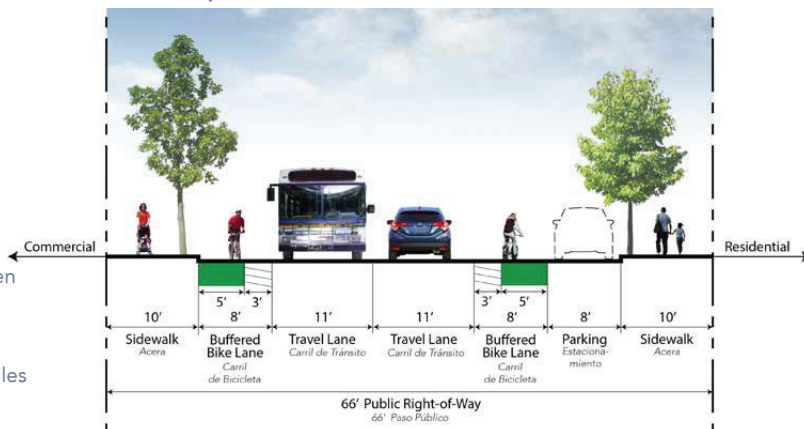 Commercial
Residential
en
les
5'
3'
3'
5'
10'
8'
11'
11'
8'
8'
10'
Sidewalk
Acera
Buffered
Bike Lane
Carril
de Bicicleta
Travel Lane
Carril de Tránsito
Travel Lane
Carril de Tránsito
Buffered
Bike Lane
Carril
de Bicicleta
Parking
Estaciona-
miento
Sidewalk
Acera
66' Public Right-of-Way
66' Paso Público